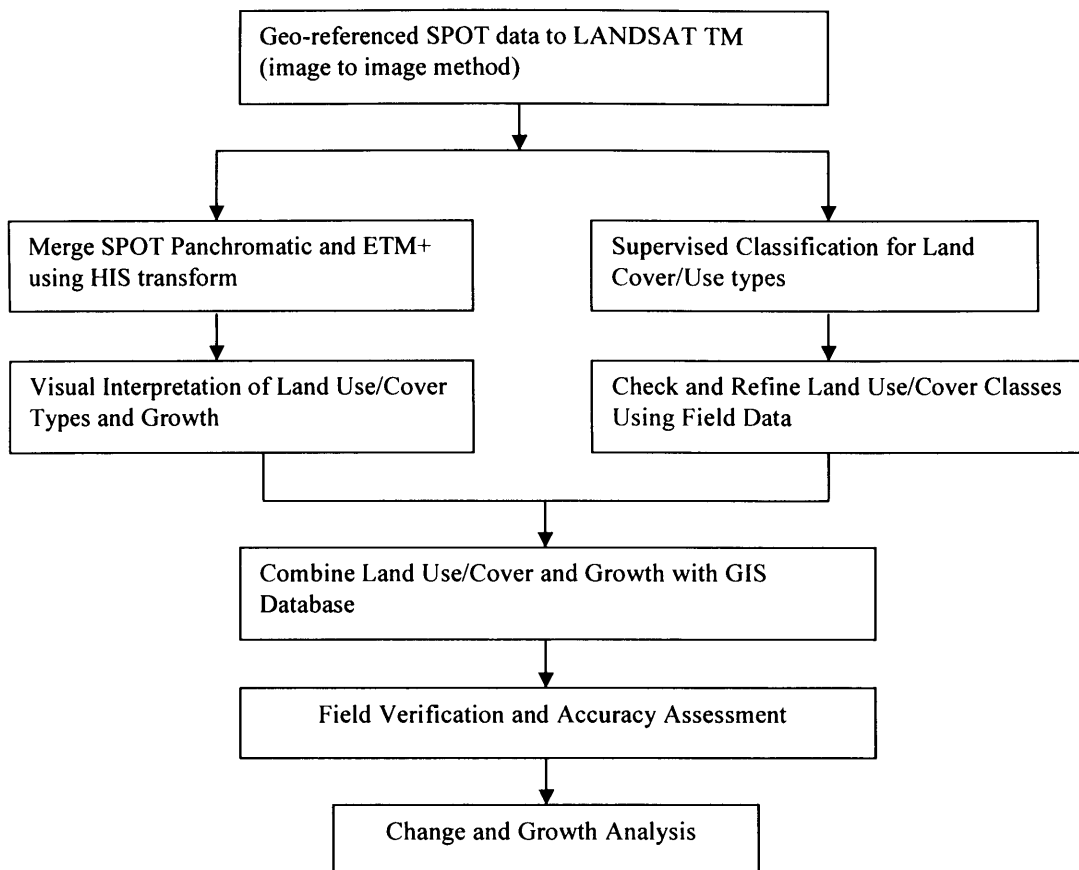 Geo-referenced SPOT data to LANDSAT TM
(image to image method)
Merge SPOT Panchromatic and ETM+
using HIS transform
Supervised Classification for Land
Cover/Use types
Visual Interpretation of Land Use/Cover
Types and Growth
Check and Refine Land Use/Cover Classes
Using Field Data
Combine Land Use/Cover and Growth with GIS
Database
Field Verification and Accuracy Assessment
Change and Growth Analysis